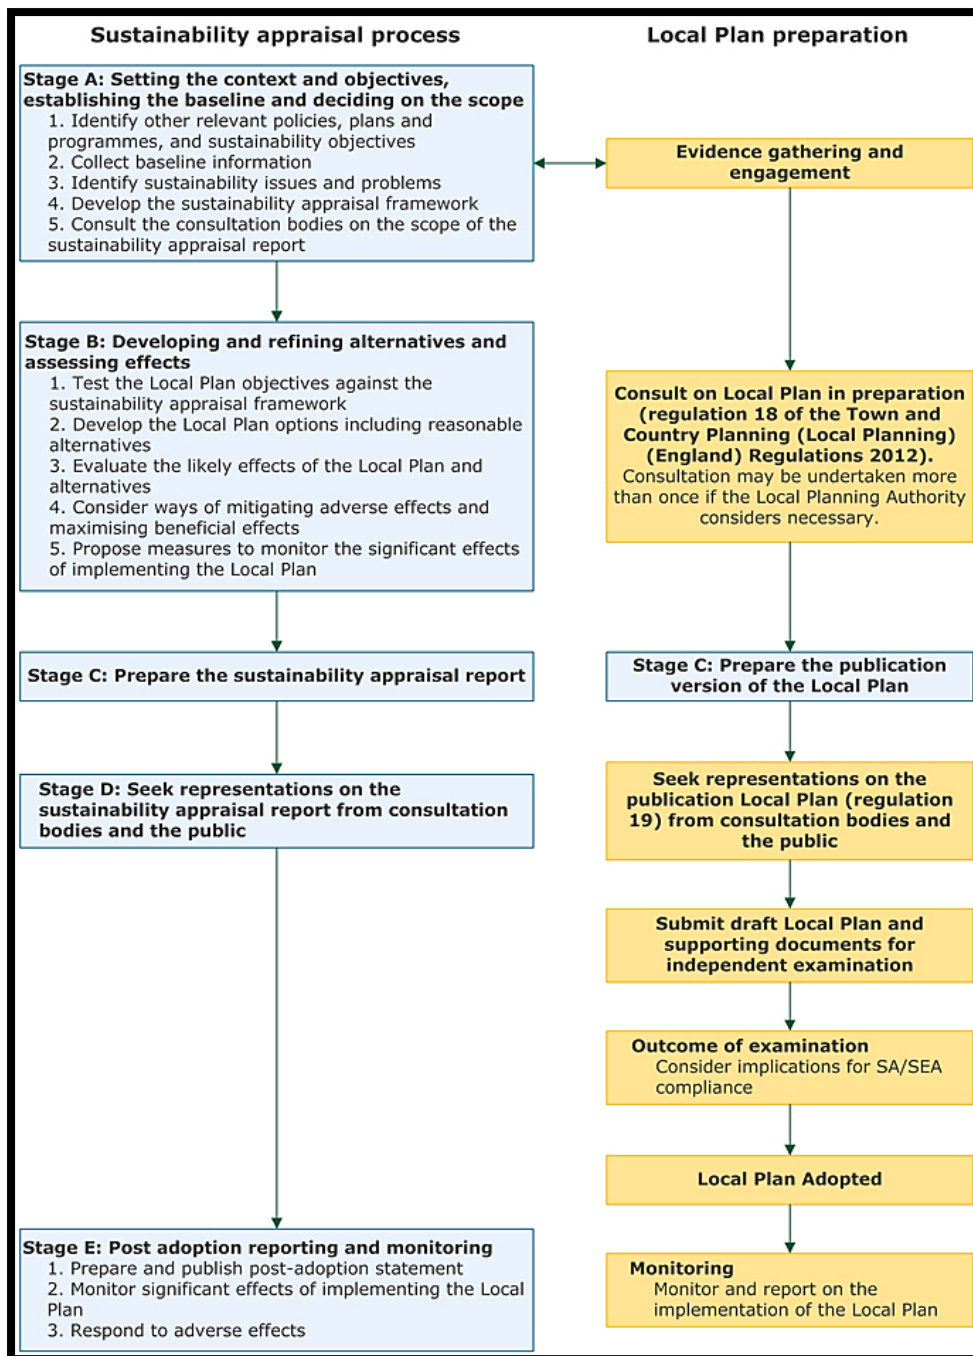 Sustainability appraisal process
Stage A: Setting the context and objectives,
establishing the baseline and deciding on the scope
1. Identify other relevant policies, plans and
programmes, and sustainability objectives
2. Collect baseline information
3. Identify sustainability issues and problems
4. Develop the sustainability appraisal framework
5. Consult the consultation bodies on the scope of the
sustainability appraisal report
Stage B: Developing and refining alternatives and
assessing effects
1. Test the Local Plan objectives against the
sustainability appraisal framework
2. Develop the Local Plan options including reasonable
alternatives
3. Evaluate the likely effects of the Local Plan and
alternatives
4. Consider ways of mitigating adverse effects and
maximising beneficial effects
5. Propose measures to monitor the significant effects
of implementing the Local Plan
Stage C: Prepare the sustainability appraisal report
Stage D: Seek representations on the
sustainability appraisal report from consultation
bodies and the public
Stage E: Post adoption reporting and monitoring
1. Prepare and publish post-adoption statement
2. Monitor significant effects of implementing the Local
Plan
3. Respond to adverse effects
Local Plan preparation
Evidence gathering and
engagement
Consult on Local Plan in preparation
(regulation 18 of the Town and
Country Planning (Local Planning)
(England) Regulations 2012).
Consultation may be undertaken more
than once if the Local Planning Authority
considers necessary.
Stage C: Prepare the publication
version of the Local Plan
Seek representations on the
publication Local Plan (regulation
19) from consultation bodies and
the public
Submit draft Local Plan and
supporting documents for
independent examination
Outcome of examination
Consider implications for SA/SEA
compliance
Local Plan Adopted
Monitoring
Monitor and report on the
implementation of the Local Plan